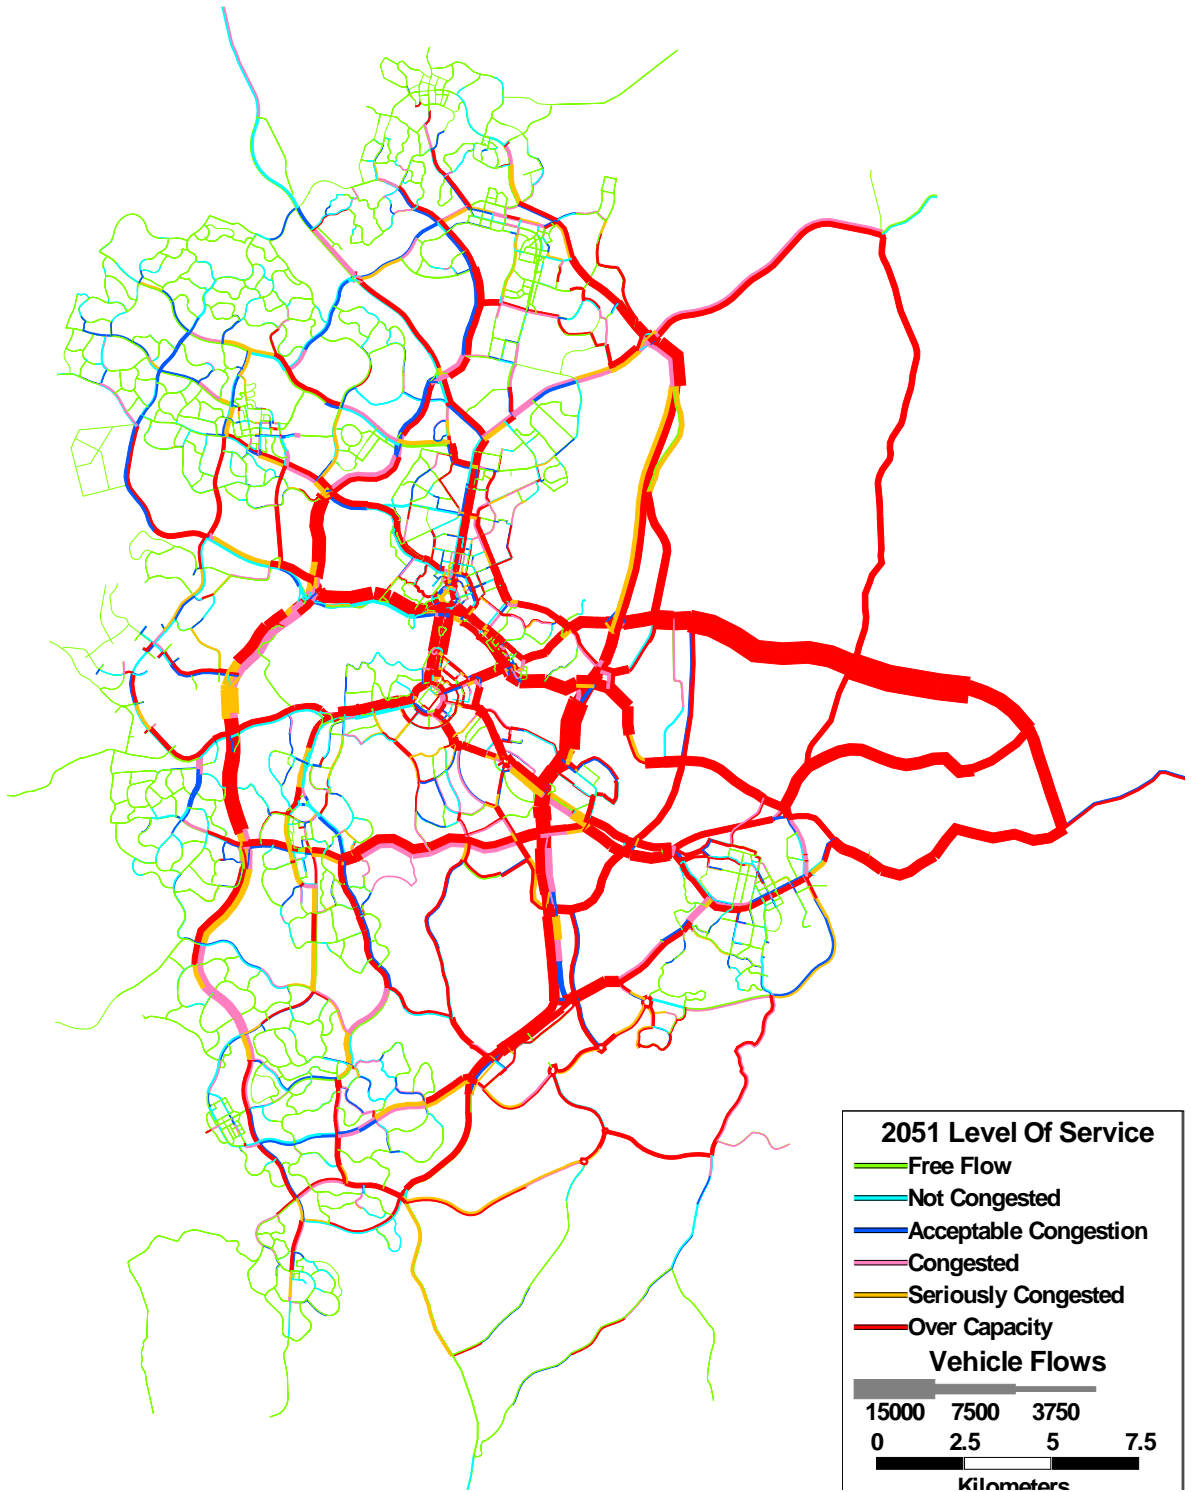 2051 Level Of Service
Free Flow
Not Congested
Acceptable Congestion
Congested
Seriously Congested
Over Capacity
Vehicle Flows
15000 7500 3750
0 2.5 5 7.5
Kilometers